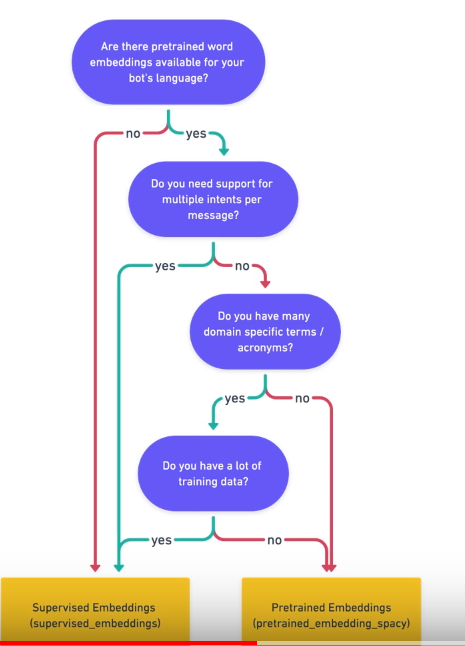 Are there pretrained word
embeddings available for your
bot's language?
no
yes
Do you need support for
multiple intents per
message?
yes
no
Do you have many
domain specific terms /
acronyms?
yes
no
Do you have a lot of
training data?
yes
no
Supervised Embeddings
(supervised_embeddings)
Pretrained Embeddings
(pretrained_embedding_spacy)